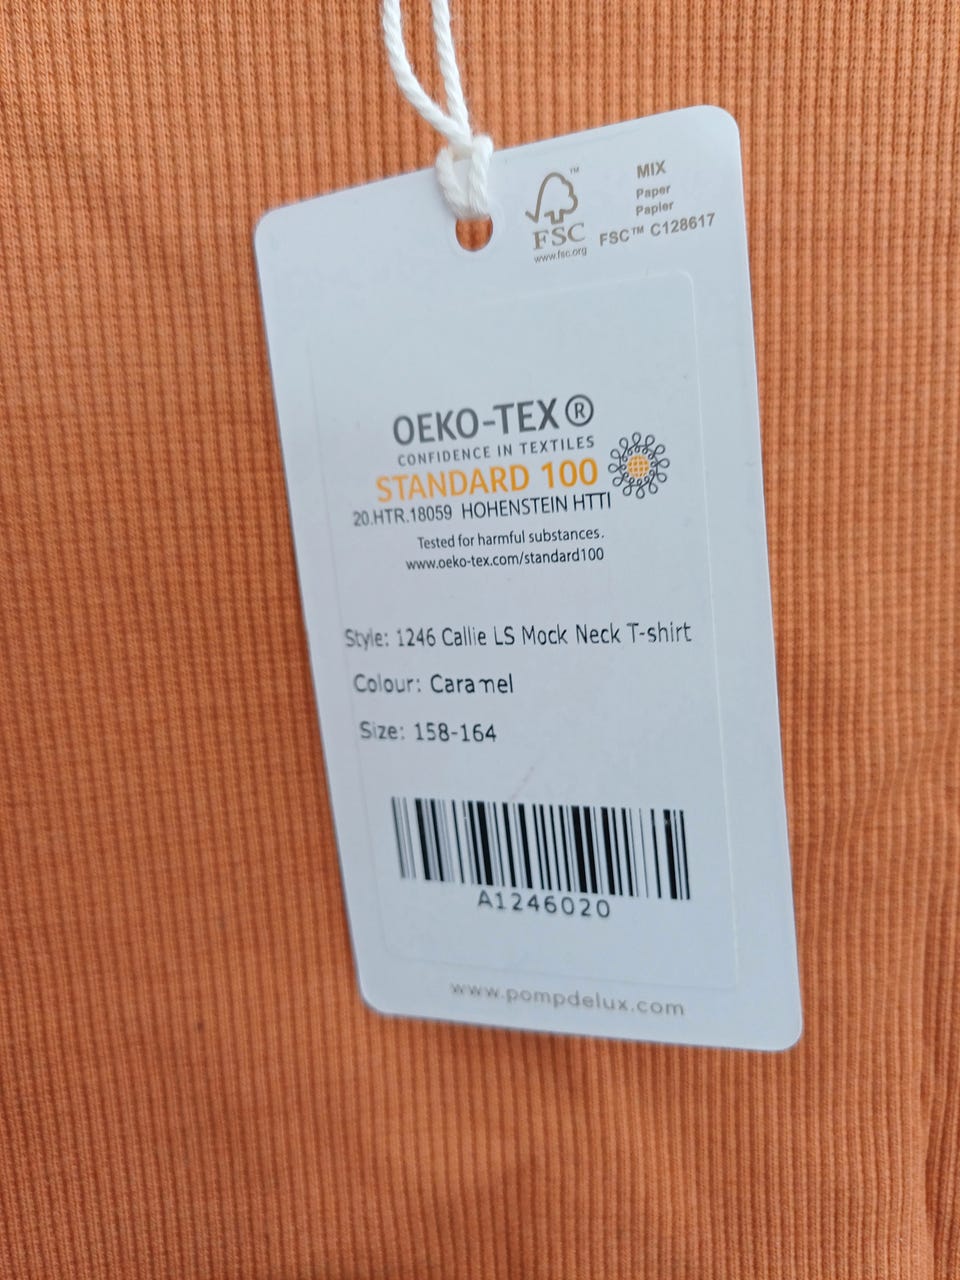 FSC™
www.fsc.org
MIX
Paper
Papier
FSC™ C128617
OEKO-TEX®
CONFIDENCE IN TEXTILES
STANDARD 100
20.HTR.18059 HOHENSTEIN HTTI
Tested for harmful substances.
www.oeko-tex.com/standard100
Style: 1246 Callie LS Mock Neck T-shirt
Colour: Caramel
Size: 158-164
A1246020
www.pompdelux.com